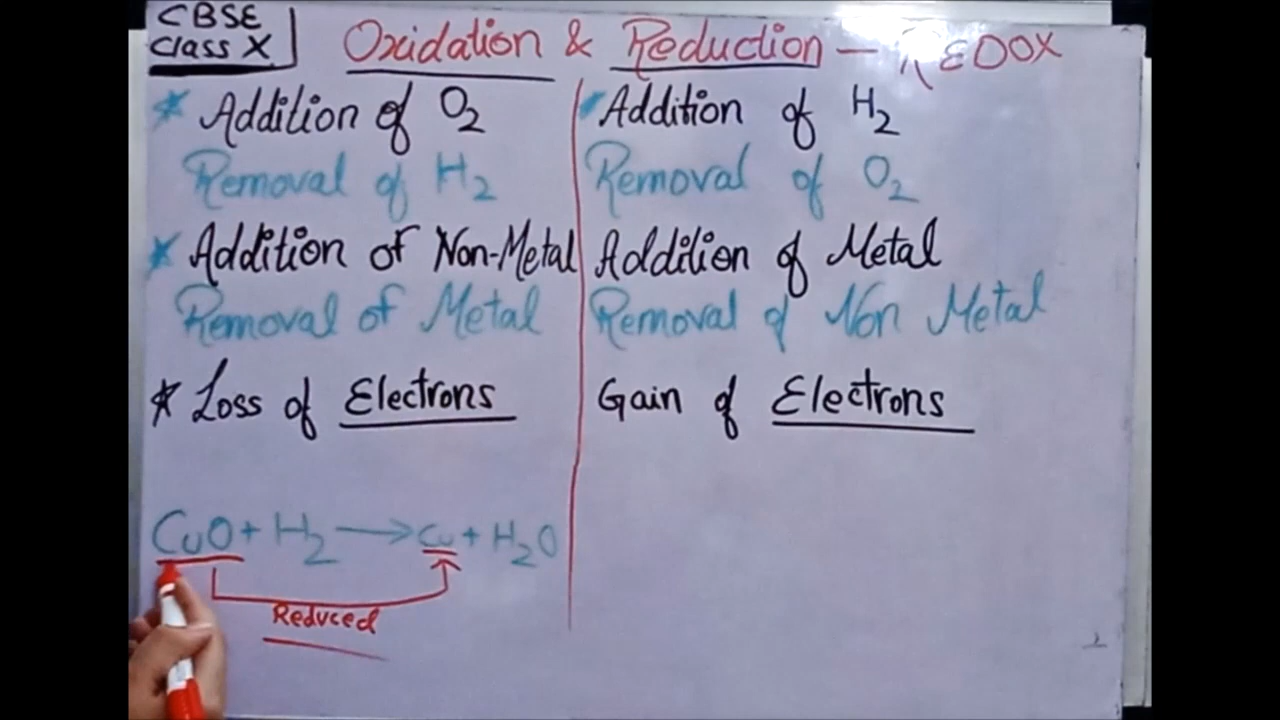 CBSE
Class X
Oxidation & Reduction — REDOX
Addition of O2
Removal of H2
Addition of Non-Metal
Removal of Metal
Loss of Electrons
Addition of H2
Removal of O2
Addition of Metal
Removal of Non Metal
Gain of Electrons
CuO + H2 → Cu + H2O
Reduced